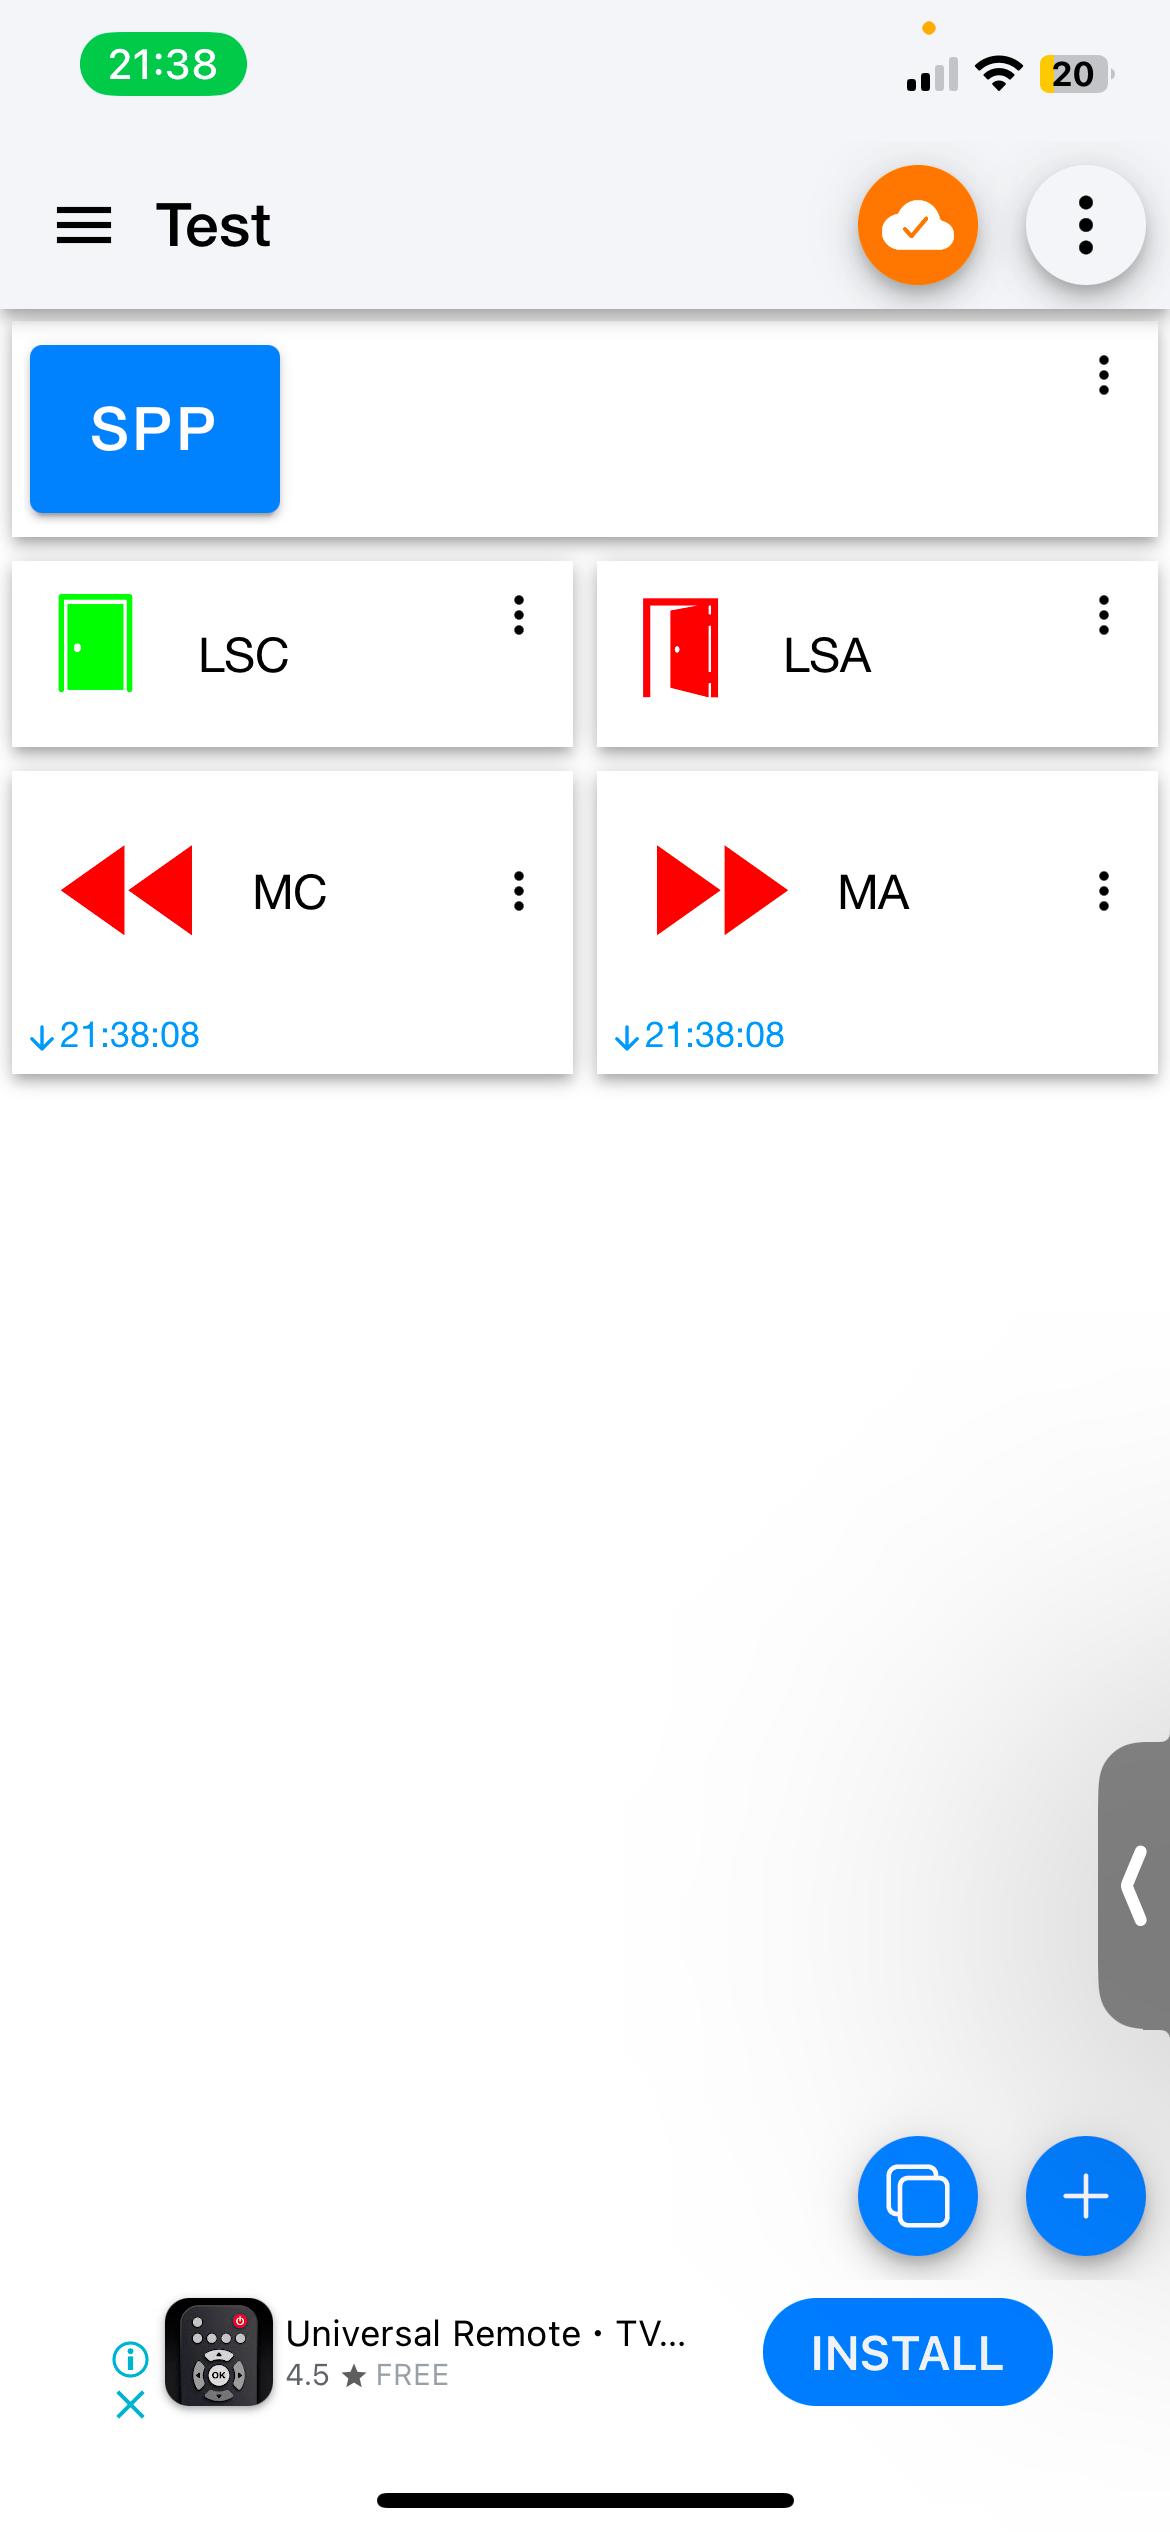 21:38
20
Test
SPP
LSC
LSA
MC
MA
↓21:38:08
↓21:38:08
OK
Universal Remote · TV...
4.5 ★ FREE
INSTALL